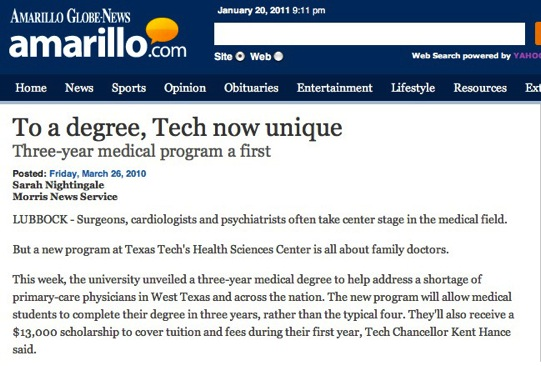 AMARILLO GLOBE-NEWS
amarillo.com
January 20, 2011 9:11 pm
Site Web
Web Search powered by YAHO
Home News Sports Opinion Obituaries Entertainment Lifestyle Resources Ext
To a degree, Tech now unique
Three-year medical program a first
Posted: Friday, March 26, 2010
Sarah Nightingale
Morris News Service
LUBBOCK - Surgeons, cardiologists and psychiatrists often take center stage in the medical field.
But a new program at Texas Tech's Health Sciences Center is all about family doctors.
This week, the university unveiled a three-year medical degree to help address a shortage of
primary-care physicians in West Texas and across the nation. The new program will allow medical
students to complete their degree in three years, rather than the typical four. They'll also receive a
$13,000 scholarship to cover tuition and fees during their first year, Tech Chancellor Kent Hance
said.